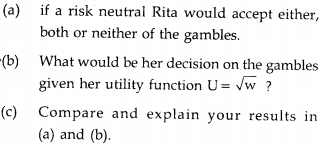 (a) if a risk neutral Rita would accept either,
both or neither of the gambles.
(b) What would be her decision on the gambles
given her utility function U = √w ?
(c) Compare and explain your results in
(a) and (b).